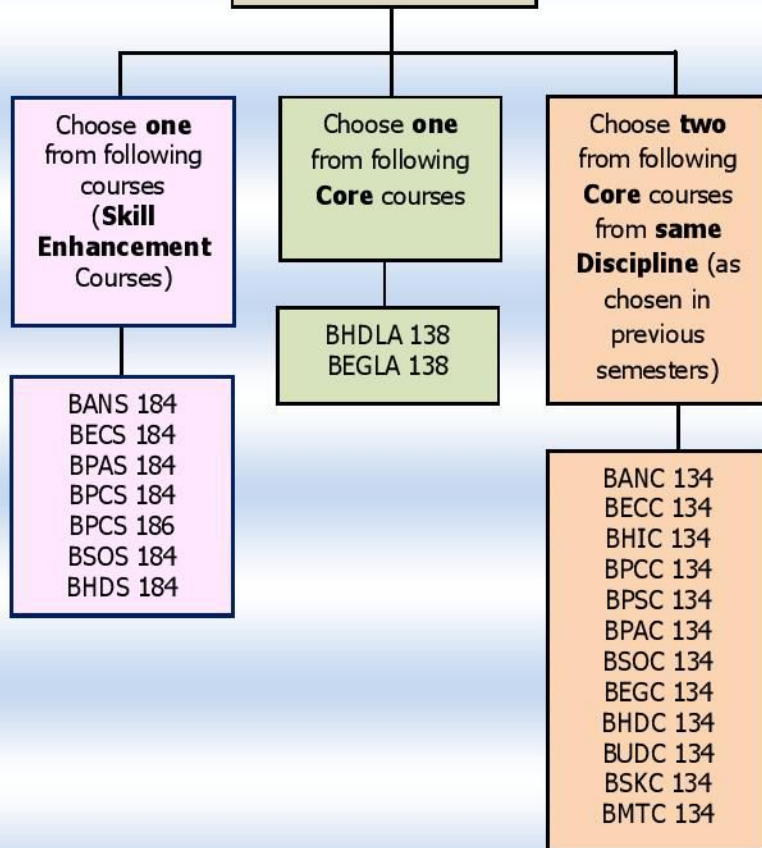 Choose one
from following
courses
(Skill
Enhancement
Courses)
BANS 184
BECS 184
BPAS 184
BPCS 184
BPCS 186
BSOS 184
BHDS 184
Choose one
from following
Core courses
BHDLA 138
BEGLA 138
Choose two
from following
Core courses
from same
Discipline (as
chosen in
previous
semesters)
BANC 134
BECC 134
BHIC 134
BPCC 134
BPSC 134
BPAC 134
BSOC 134
BEGC 134
BHDC 134
BUDC 134
BSKC 134
BMTC 134